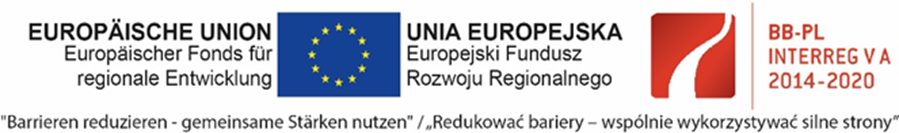 EUROPÄISCHE UNION
Europäischer Fonds für
regionale Entwicklung
UNIA EUROPEJSKA
Europejski Fundusz
Rozwoju Regionalnego
BB-PL
INTERREG V A
2014-2020
"Barrieren reduzieren - gemeinsame Stärken nutzen" / „Redukować bariery – wspólnie wykorzystywać silne strony”